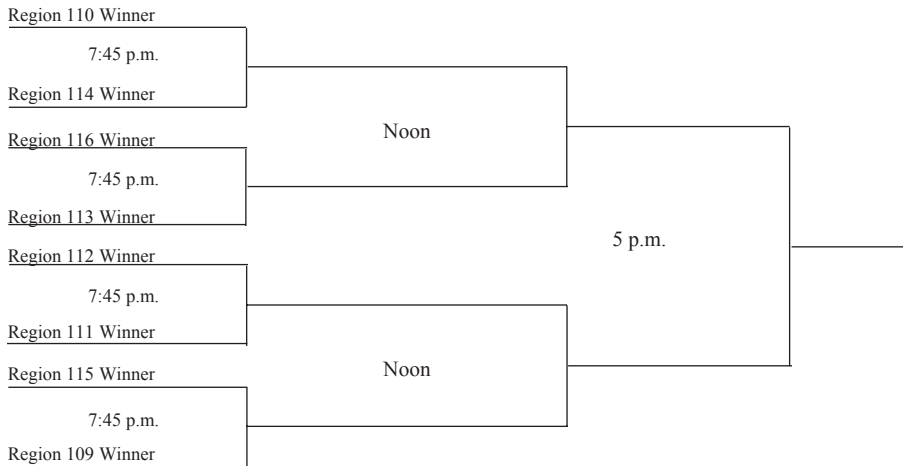 Region 110 Winner
7:45 p.m.
Region 114 Winner
Region 116 Winner
7:45 p.m.
Region 113 Winner
Region 112 Winner
7:45 p.m.
Region 111 Winner
Region 115 Winner
7:45 p.m.
Region 109 Winner
Noon
Noon
5 p.m.